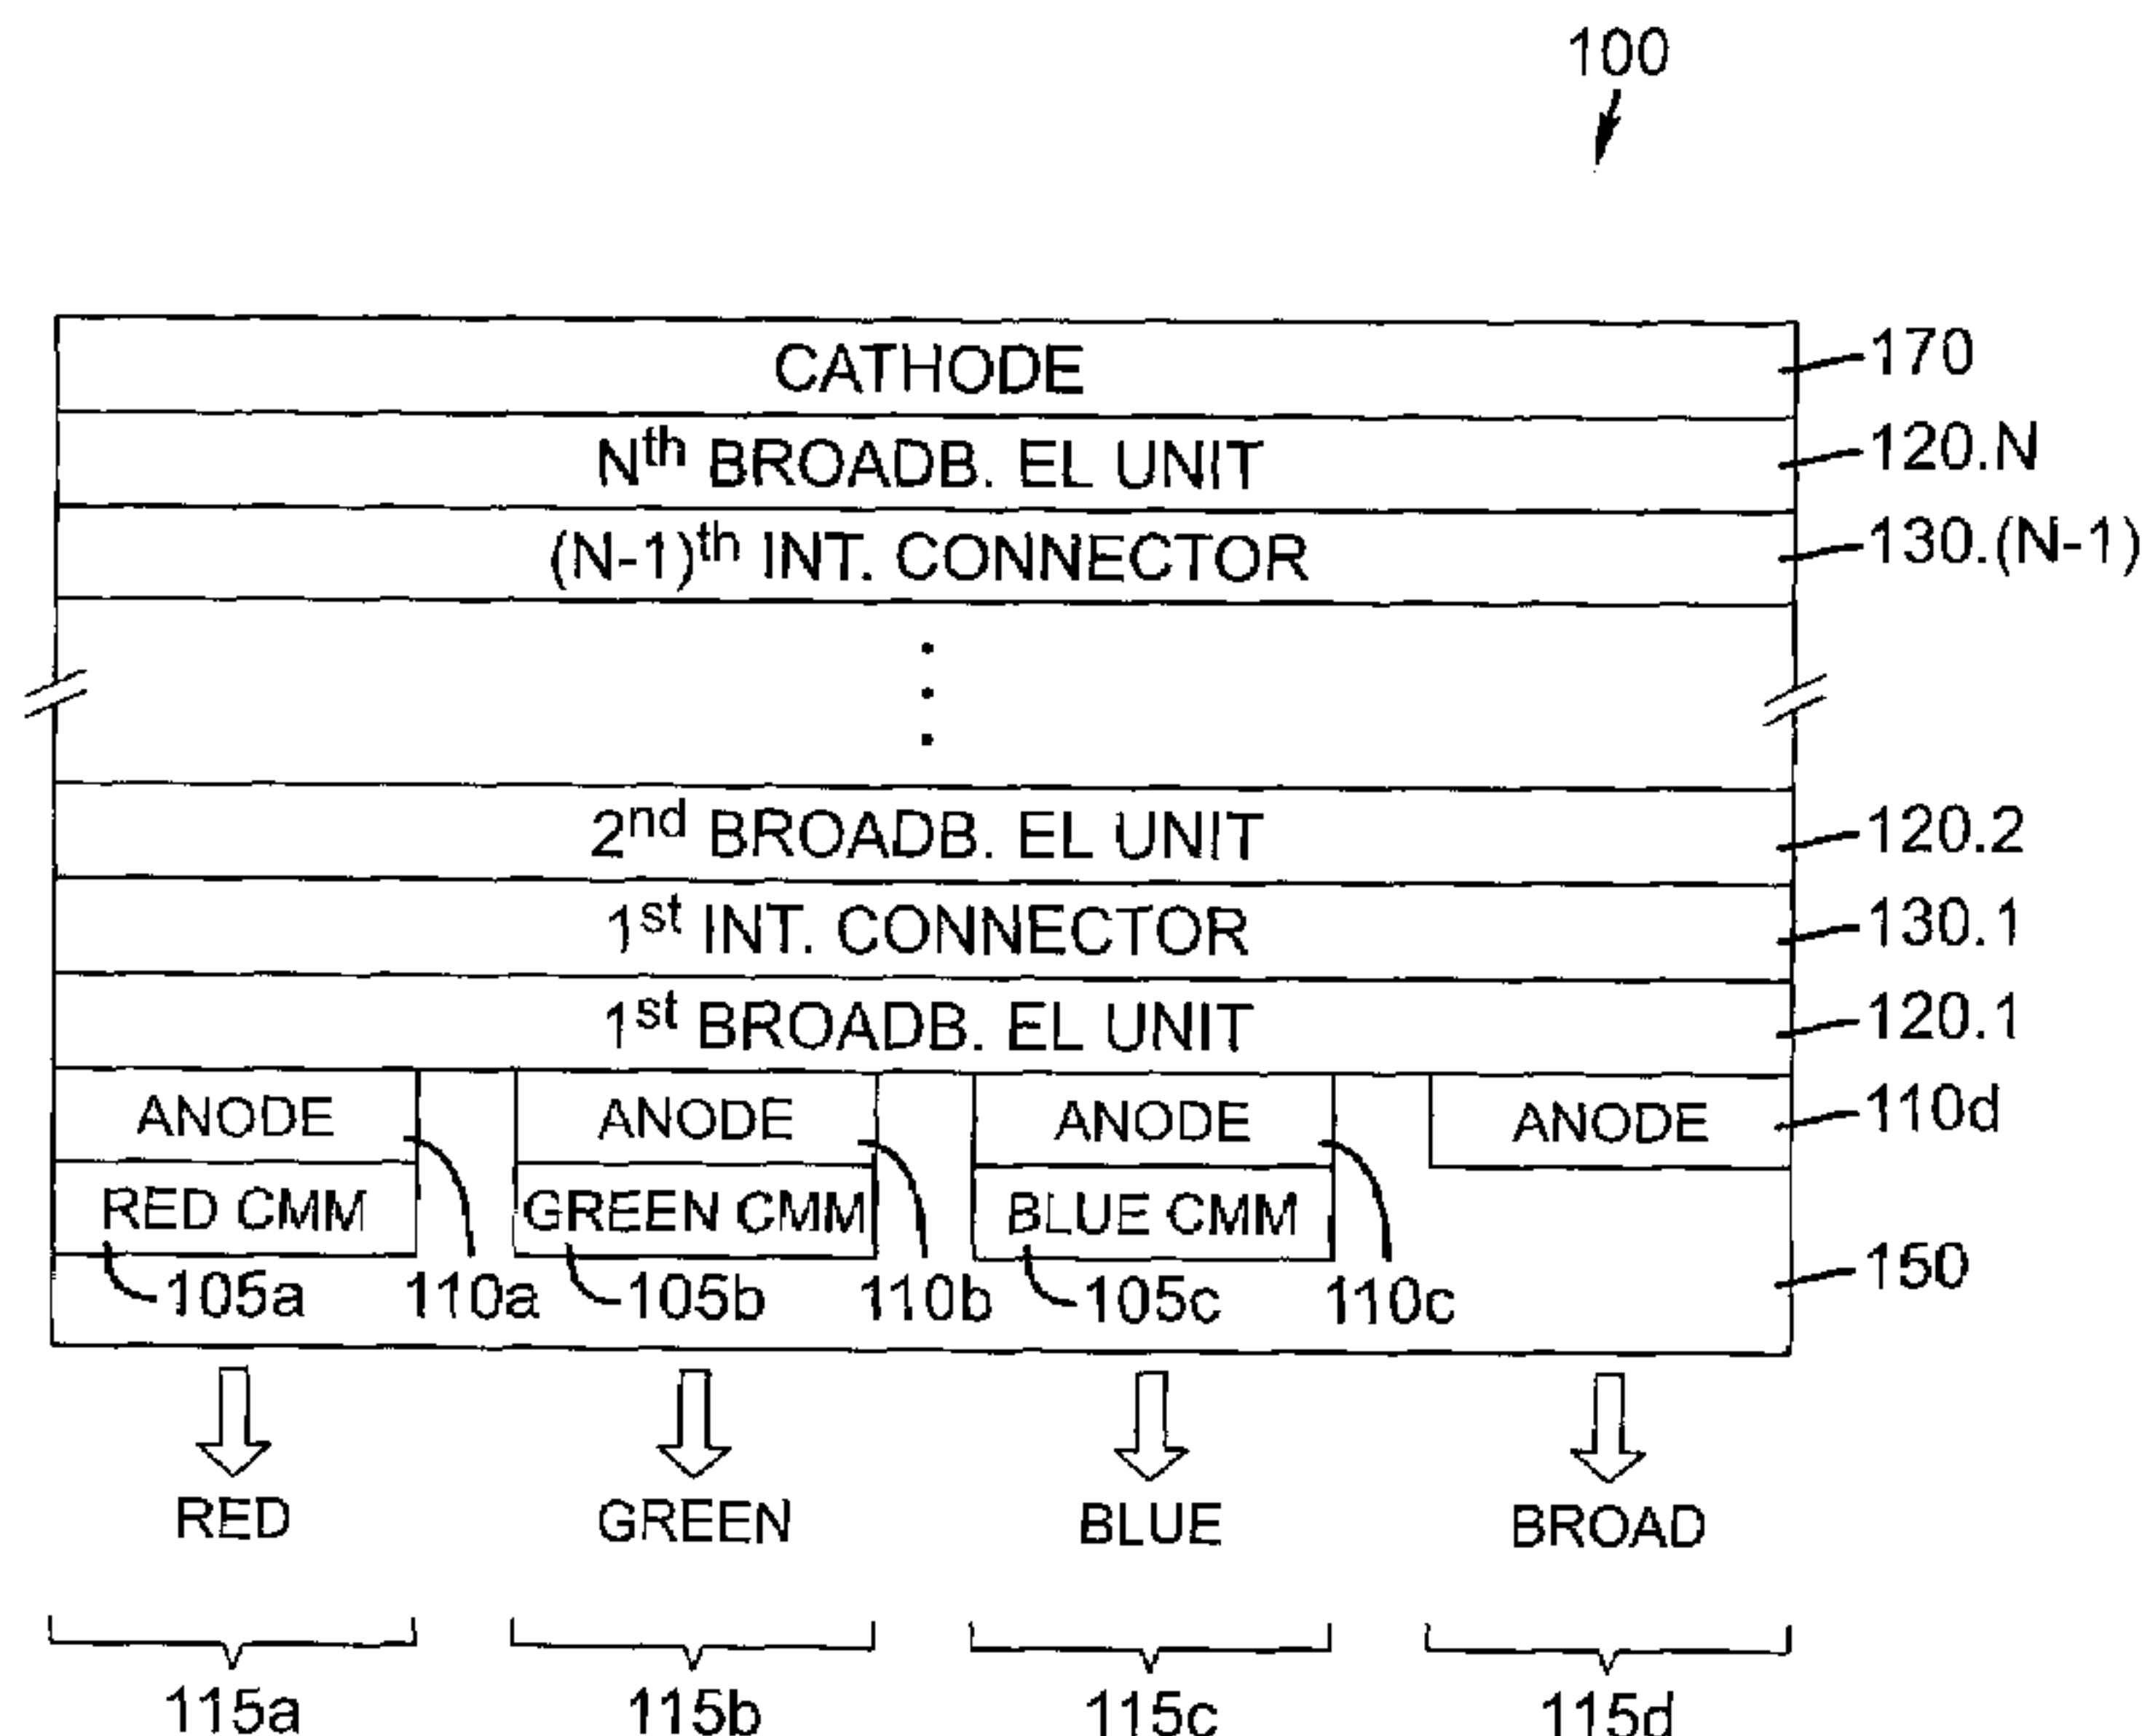 100
CATHODE
170
Nth BROADB. EL UNIT
120.N
(N-1)th INT. CONNECTOR
130.(N-1)
2nd BROADB. EL UNIT
120.2
1st INT. CONNECTOR
130.1
1st BROADB. EL UNIT
120.1
ANODE ANODE ANODE ANODE
110d
RED CMM GREEN CMM BLUE CMM
150
105a 110a 105b 110b 105c 110c
RED GREEN BLUE BROAD
115a 115b 115c 115d